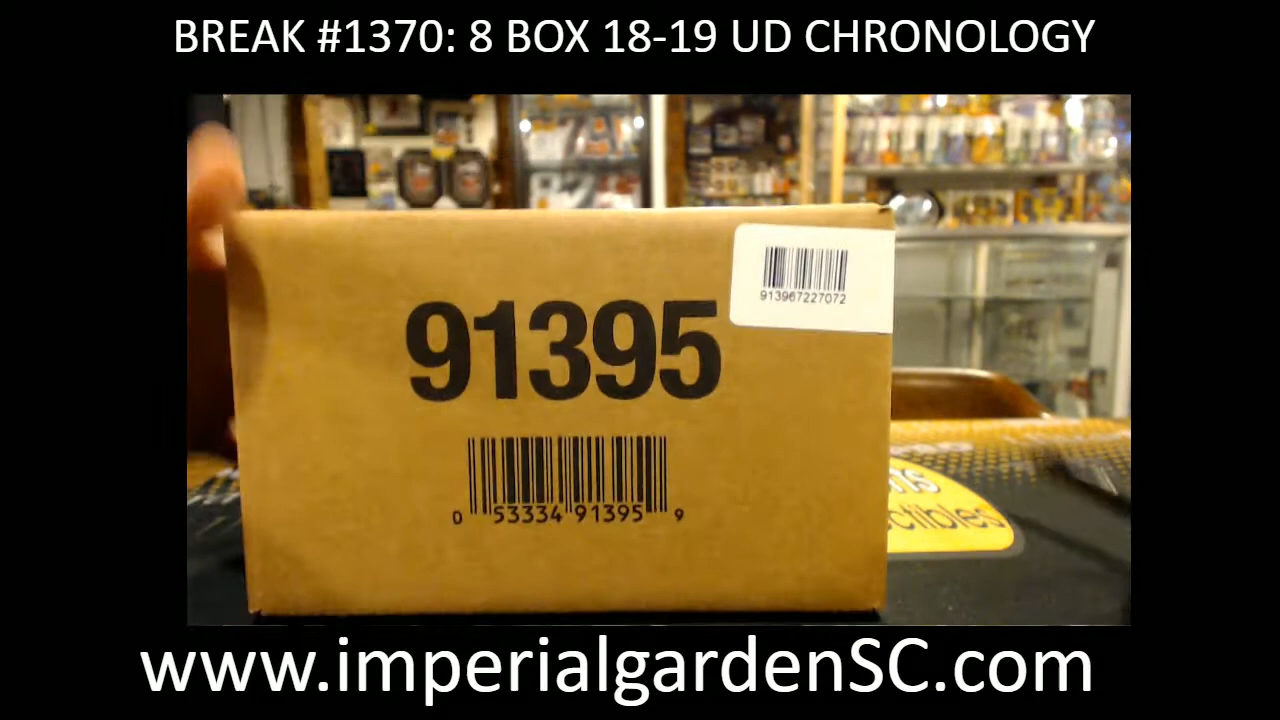 BREAK #1370: 8 BOX 18-19 UD CHRONOLOGY
913967227072
91395
0 53334 91395 9
www.imperialgardenSC.com